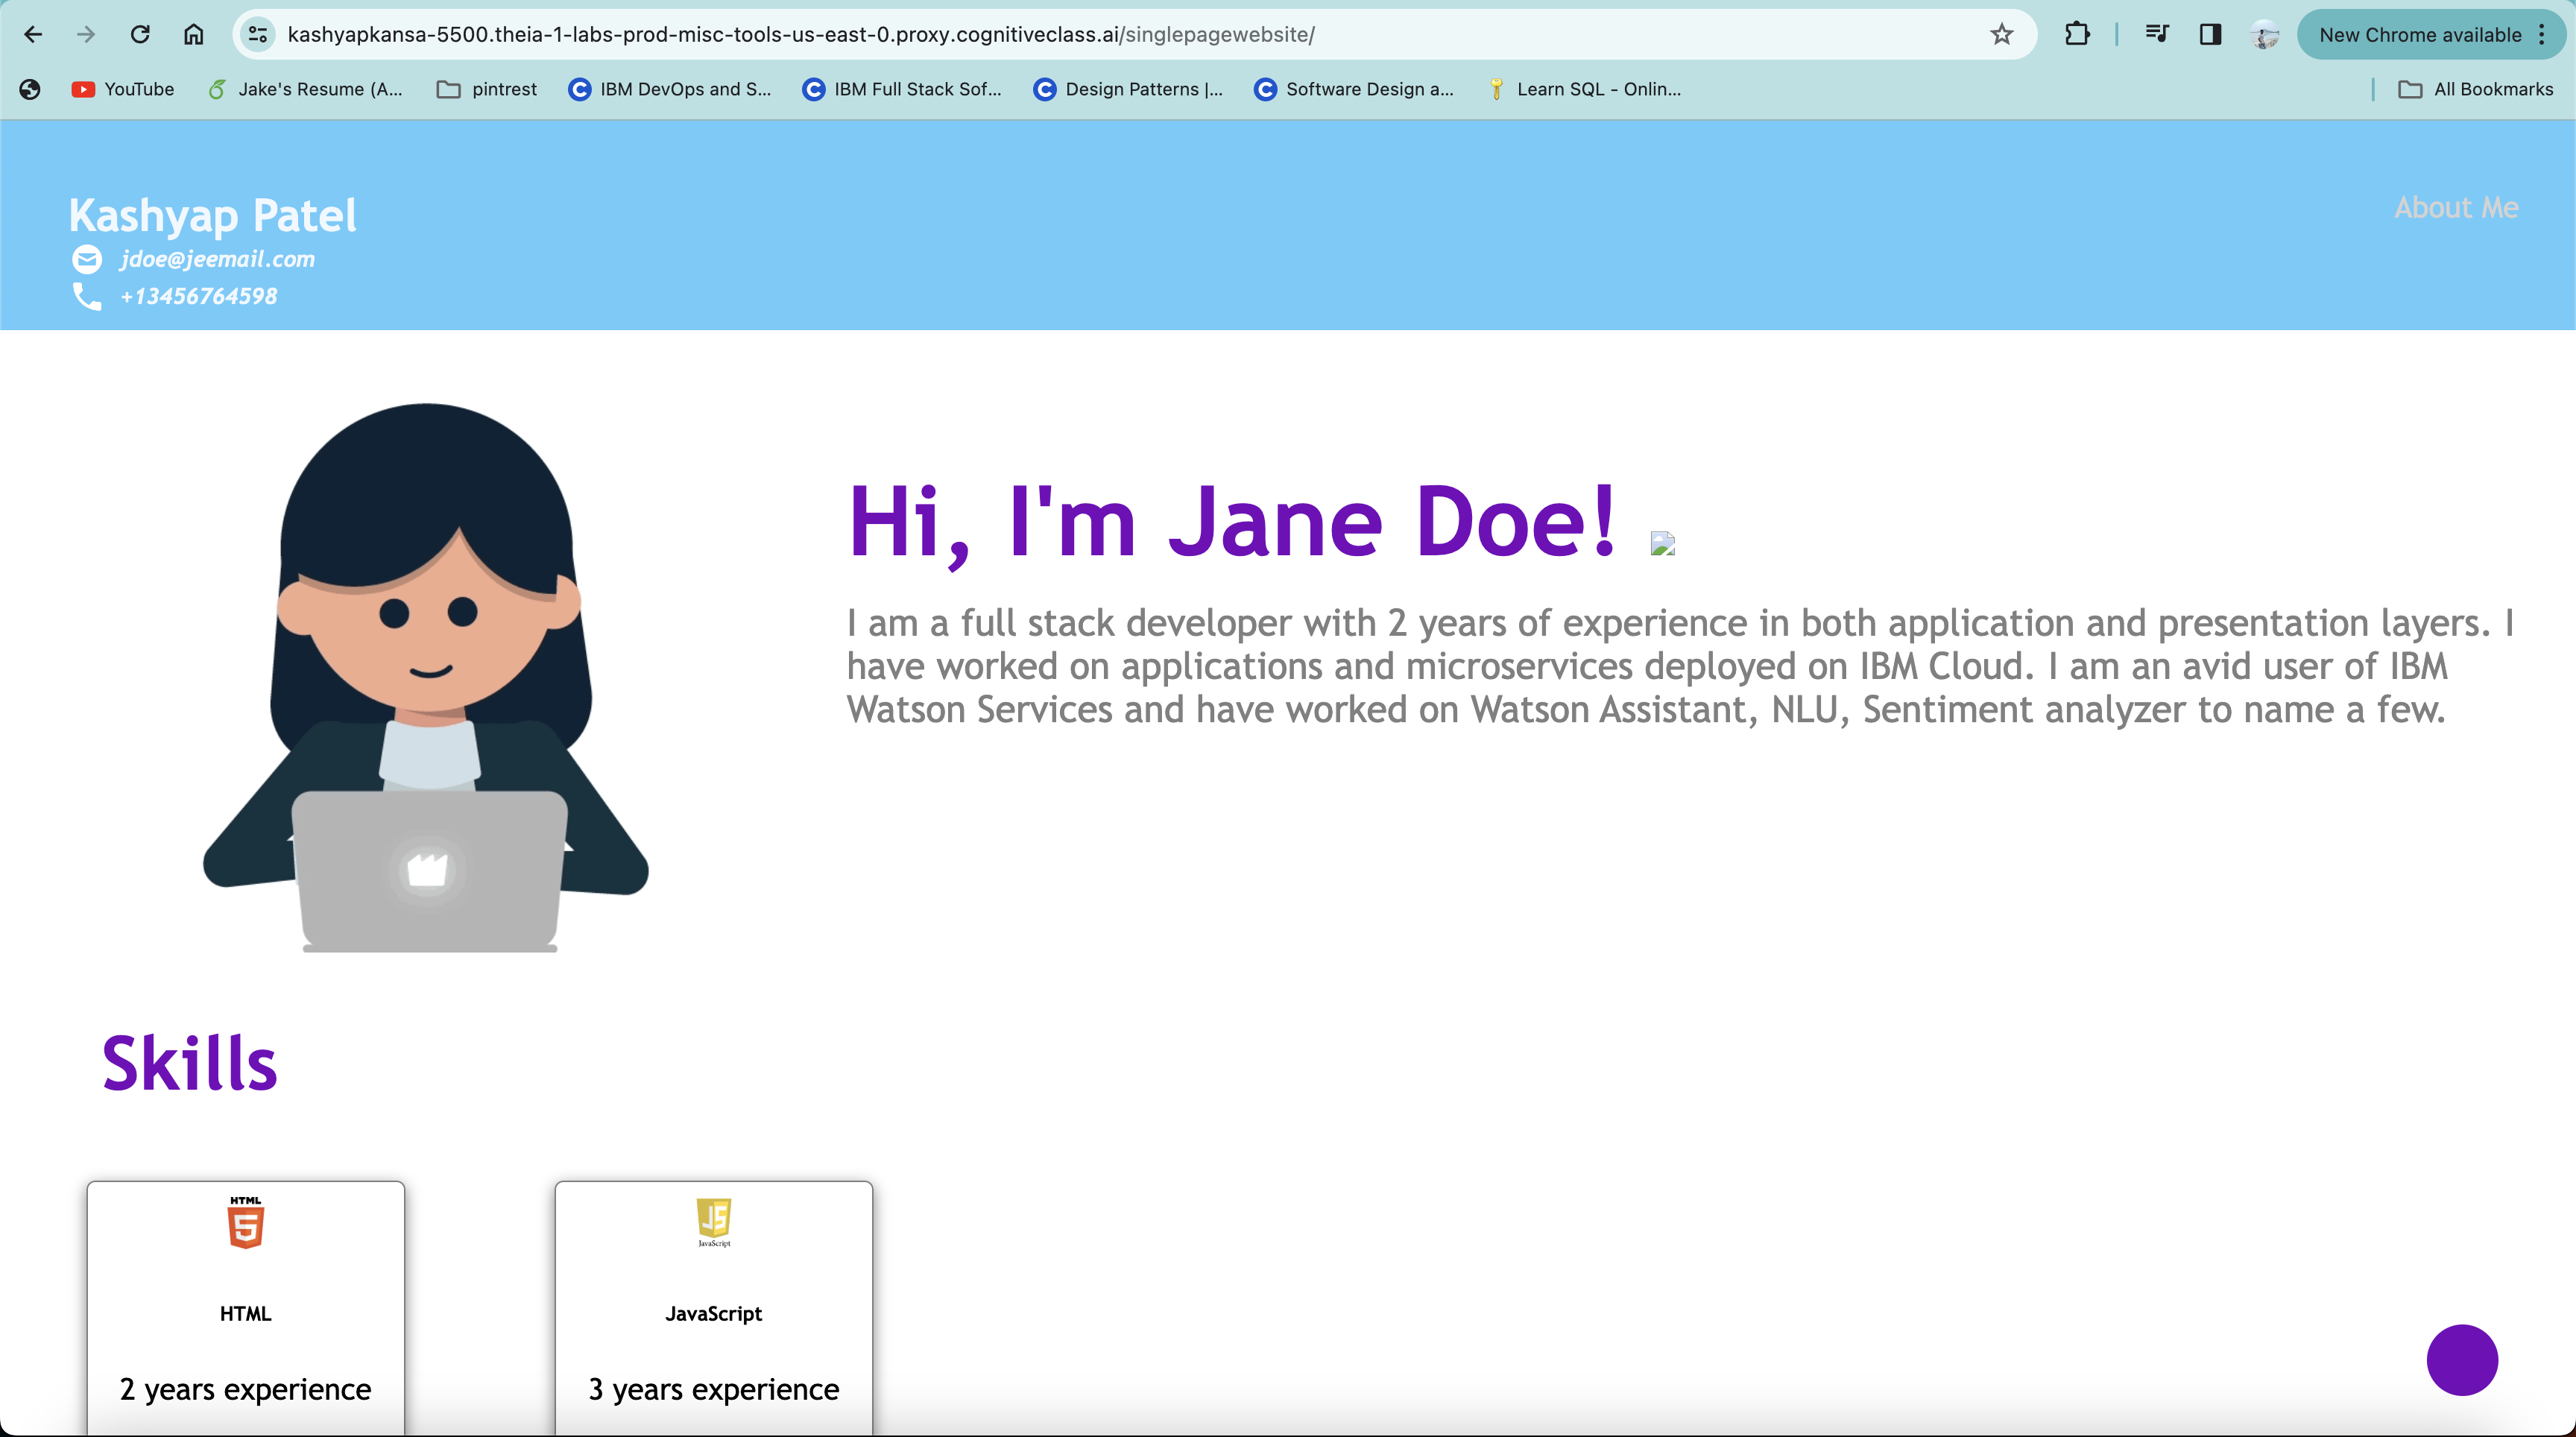 kashyapkansa-5500.theia-1-labs-prod-misc-tools-us-east-0.proxy.cognitiveclass.ai/singlepagewebsite/
New Chrome available
YouTube
Jake's Resume (A...
pintrest
IBM DevOps and S...
IBM Full Stack Sof...
Design Patterns |...
Software Design a...
Learn SQL - Onlin...
All Bookmarks
Kashyap Patel
About Me
jdoe@jeemail.com
+13456764598
Hi, I'm Jane Doe!
I am a full stack developer with 2 years of experience in both application and presentation layers. I
have worked on applications and microservices deployed on IBM Cloud. I am an avid user of IBM
Watson Services and have worked on Watson Assistant, NLU, Sentiment analyzer to name a few.
Skills
HTML
5
HTML
2 years experience
JS
JavaScript
JavaScript
3 years experience